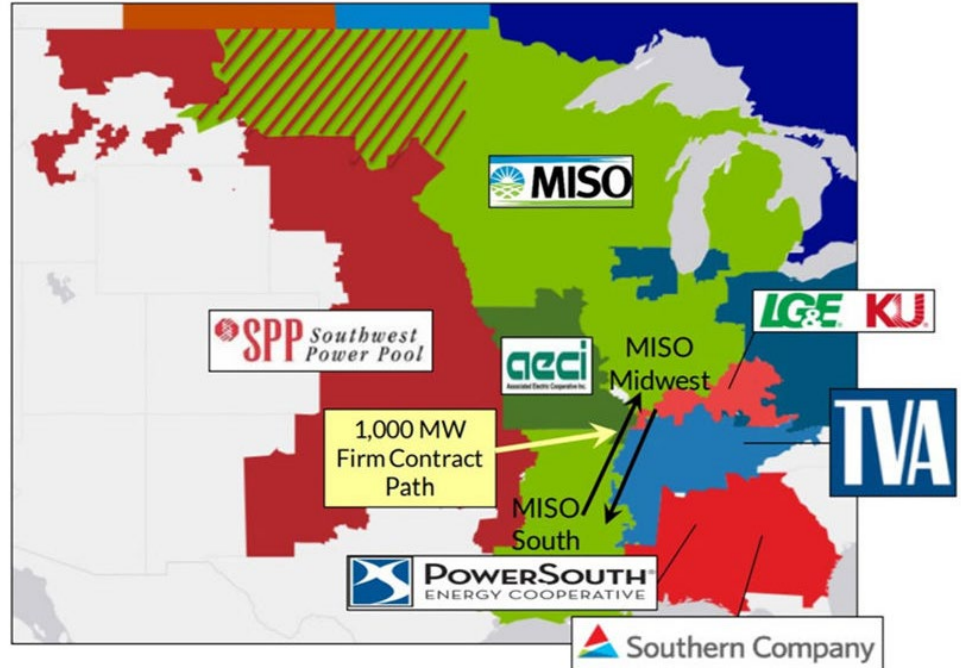 MISO
LG&E KU
SPP Southwest
Power Pool
aeci
Associated Electric Cooperative Inc.
MISO
Midwest
TVA
1,000 MW
Firm Contract
Path
MISO
South
POWERSOUTH
ENERGY COOPERATIVE
Southern Company